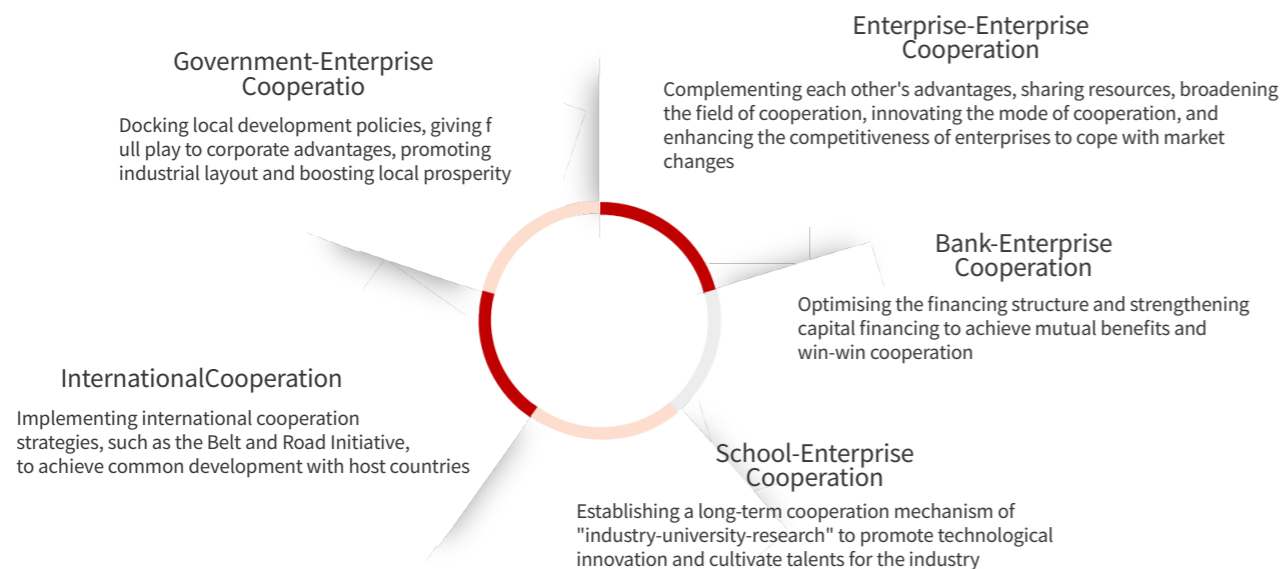 Government-Enterprise
Cooperatio
Docking local development policies, giving f
ull play to corporate advantages, promoting
industrial layout and boosting local prosperity
Enterprise-Enterprise
Cooperation
Complementing each other's advantages, sharing resources, broadening
the field of cooperation, innovating the mode of cooperation, and
enhancing the competitiveness of enterprises to cope with market
changes
Bank-Enterprise
Cooperation
Optimising the financing structure and strengthening
capital financing to achieve mutual benefits and
win-win cooperation
InternationalCooperation
Implementing international cooperation
strategies, such as the Belt and Road Initiative,
to achieve common development with host countries
School-Enterprise
Cooperation
Establishing a long-term cooperation mechanism of
"industry-university-research" to promote technological
innovation and cultivate talents for the industry